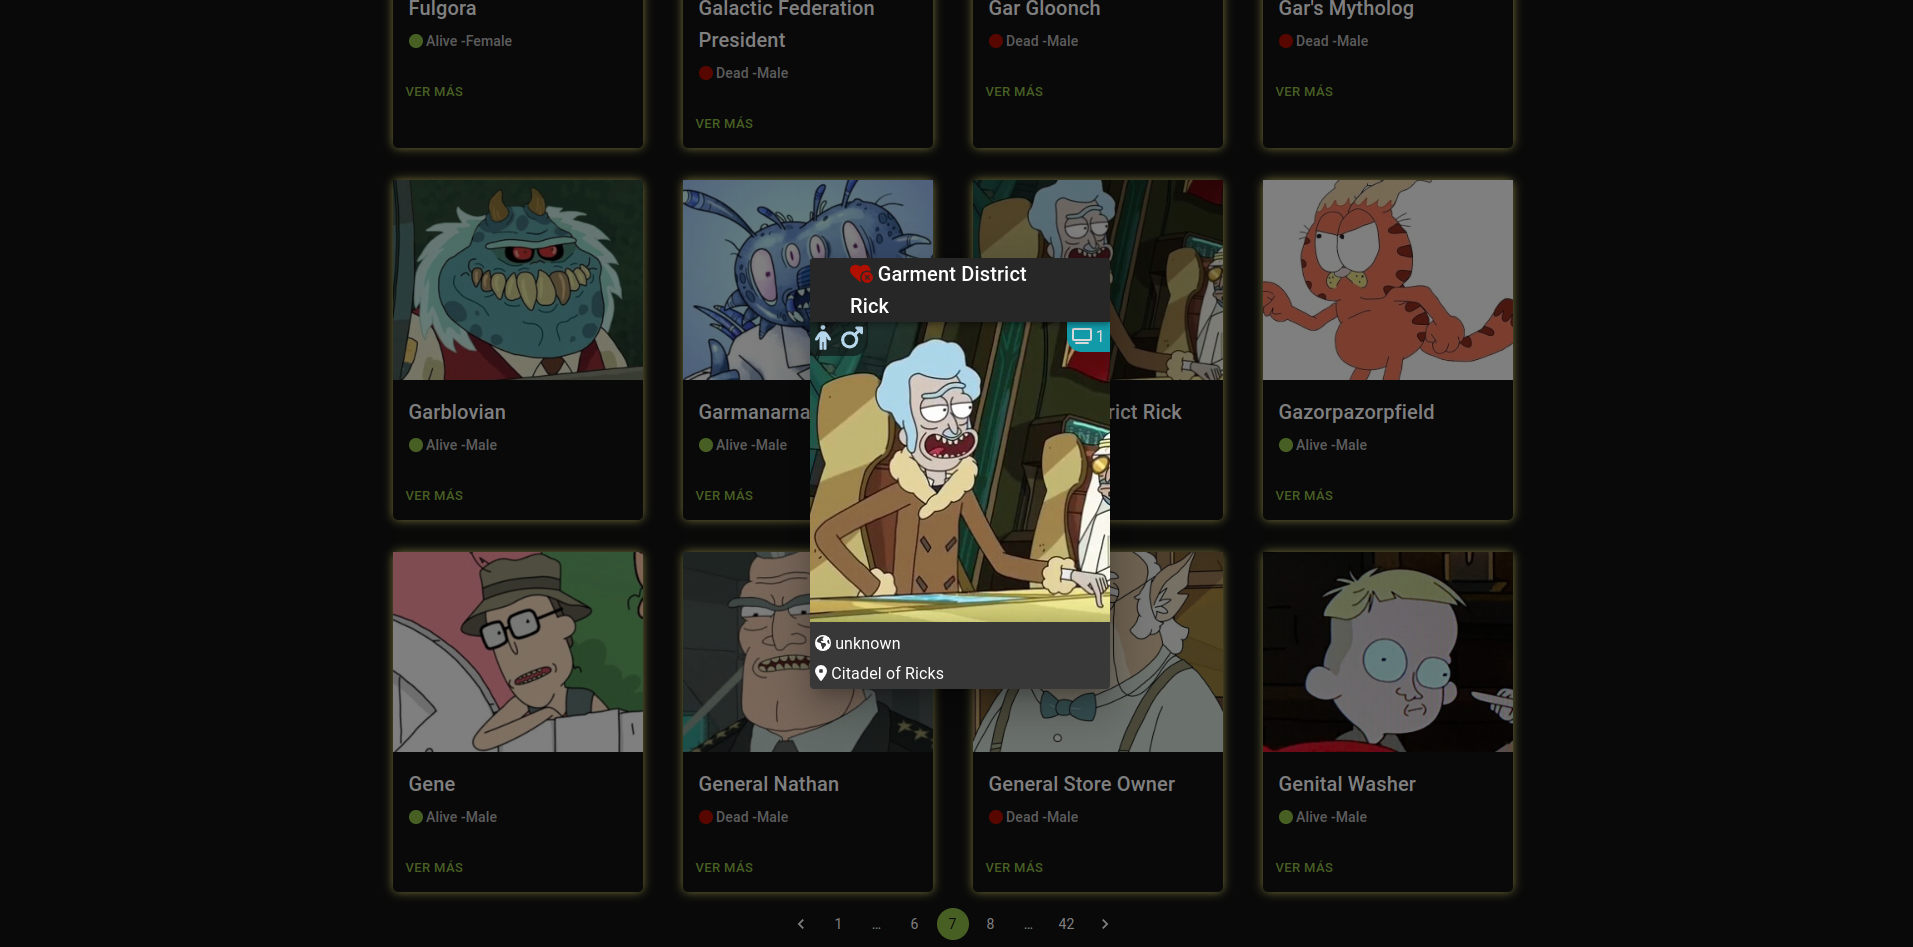 Fulgora
Alive -Female
VER MÁS
Galactic Federation
President
Dead -Male
VER MÁS
Gar Gloonch
Dead -Male
VER MÁS
Gar's Mytholog
Dead -Male
VER MÁS
Garment District
Rick
1
unknown
Citadel of Ricks
Garblovian
Alive -Male
VER MÁS
Garmanarna
Alive -Male
VER MÁS
rict Rick
Gazorpazorpfield
Alive -Male
VER MÁS
Gene
Alive -Male
VER MÁS
General Nathan
Dead -Male
VER MÁS
General Store Owner
Dead -Male
VER MÁS
Genital Washer
Alive -Male
VER MÁS
1 ... 6 7 8 ... 42